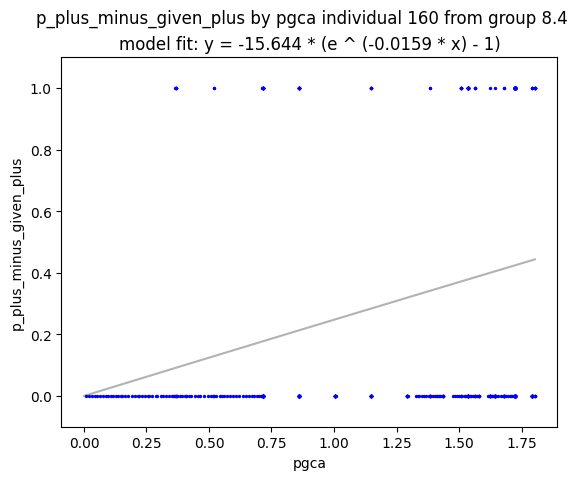 p_plus_minus_given_plus by pgca individual 160 from group 8.4
model fit: y = -15.644 * (e ^ (-0.0159 * x) - 1)
1.0
0.8
0.6
0.4
0.2
0.0
p_plus_minus_given_plus
0.00 0.25 0.50 0.75 1.00 1.25 1.50 1.75
pgca